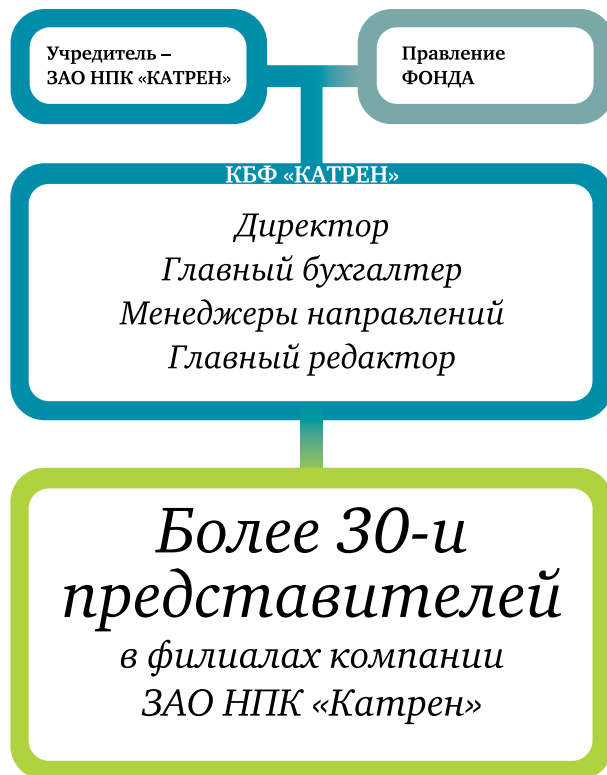 Учредитель –
ЗАО НПК «КАТРЕН»
Правление
ФОНДА
КБФ «КАТРЕН»
Директор
Главный бухгалтер
Менеджеры направлений
Главный редактор
Более 30-и
представителей
в филиалах компании
ЗАО НПК «Катрен»